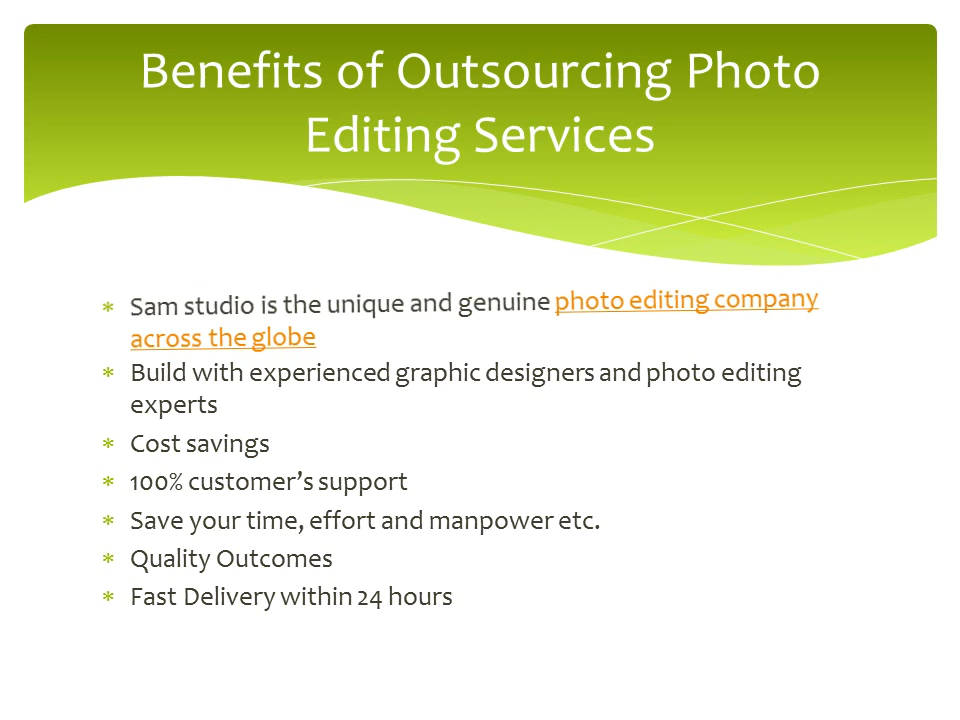 Benefits of Outsourcing Photo
Editing Services
* Sam studio is the unique and genuine photo editing company
across the globe
* Build with experienced graphic designers and photo editing
experts
* Cost savings
* 100% customer’s support
* Save your time, effort and manpower etc.
* Quality Outcomes
* Fast Delivery within 24 hours